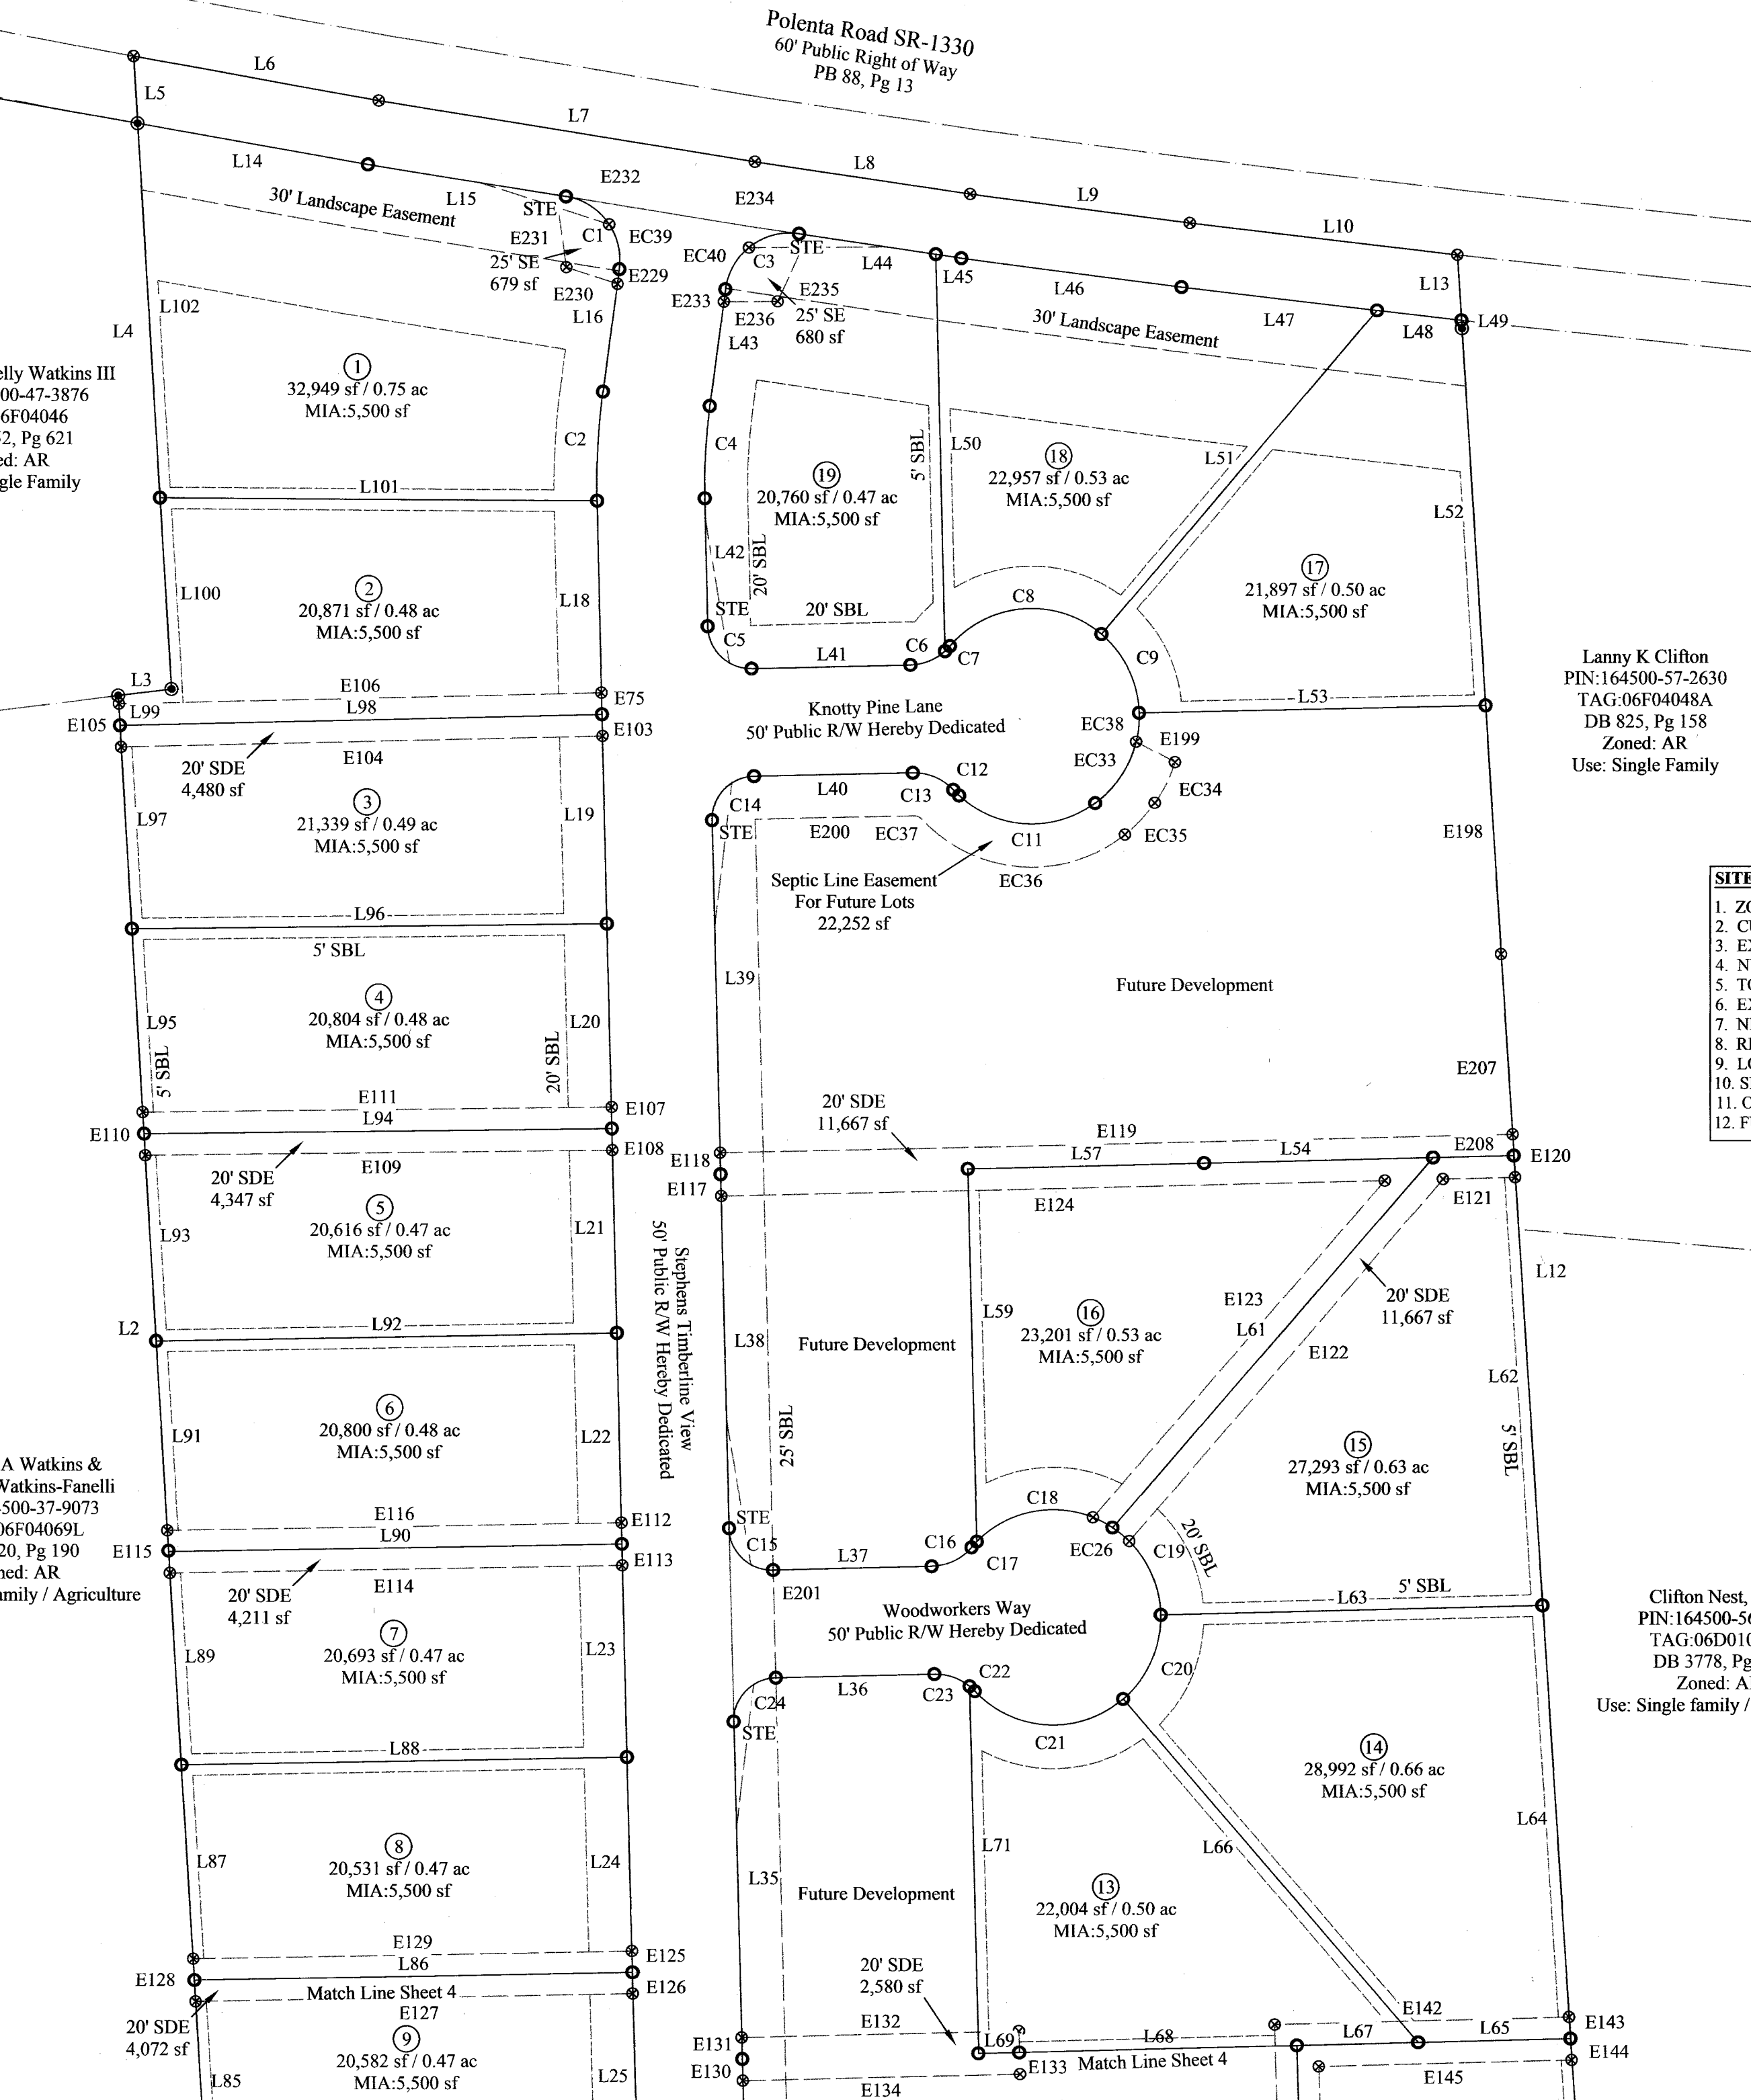 Polenta Road SR-1330
60' Public Right of Way
PB 88, Pg 13
L6
L5
L7
L8
L9
L10
L14
L15
30' Landscape Easement
STE
E232
E234
C1
EC39
E231
25' SE
679 sf
E229
E230
L16
EC40
C3
STE
L44
L45
L46
L13
E233
E235
E236
25' SE
680 sf
L43
30' Landscape Easement
L47
L48
L49
L102
L4
1
32,949 sf / 0.75 ac
MIA:5,500 sf
C2
C4
L101
elly Watkins III
00-47-3876
6F04046
2, Pg 621
ed: AR
gle Family
19
20,760 sf / 0.47 ac
MIA:5,500 sf
5' SBL
L50
18
22,957 sf / 0.53 ac
MIA:5,500 sf
L51
L52
L42
20' SBL
L100
2
20,871 sf / 0.48 ac
MIA:5,500 sf
L18
17
21,897 sf / 0.50 ac
MIA:5,500 sf
STE
20' SBL
C5
L41
C6
C7
C8
C9
L3
E106
E75
L99
L98
E105
E103
E104
20' SDE
4,480 sf
Knotty Pine Lane
50' Public R/W Hereby Dedicated
L53
EC38
E199
EC33
EC34
EC35
Lanny K Clifton
PIN:164500-57-2630
TAG:06F04048A
DB 825, Pg 158
Zoned: AR
Use: Single Family
L97
3
21,339 sf / 0.49 ac
MIA:5,500 sf
L19
C14
STE
L40
C13
C12
E200
EC37
C11
EC36
E198
Septic Line Easement
For Future Lots
22,252 sf
L96
5' SBL
L39
Future Development
L95
4
20,804 sf / 0.48 ac
MIA:5,500 sf
L20
5' SBL
20' SBL
E207
E111
E107
L94
E110
E108
E109
20' SDE
4,347 sf
20' SDE
11,667 sf
E119
E118
L57
L54
E208
E120
E117
E124
E121
L93
5
20,616 sf / 0.47 ac
MIA:5,500 sf
L21
L12
Stephens Timberline View
50' Public R/W Hereby Dedicated
L2
L92
L38
Future Development
L59
16
23,201 sf / 0.53 ac
MIA:5,500 sf
E123
L61
E122
20' SDE
11,667 sf
L62
5' SBL
L91
6
20,800 sf / 0.48 ac
MIA:5,500 sf
L22
25' SBL
15
27,293 sf / 0.63 ac
MIA:5,500 sf
A Watkins &
Watkins-Fanelli
500-37-9073
06F04069L
20, Pg 190
ned: AR
amily / Agriculture
E116
E112
L90
E115
E113
E114
20' SDE
4,211 sf
STE
C15
L37
E201
C16
C17
C18
EC26
C19
20' SBL
Woodworkers Way
50' Public R/W Hereby Dedicated
L63
5' SBL
Clifton Nest,
TAG:06D010
DB 3778, Pg
Use: Single family /
L89
7
20,693 sf / 0.47 ac
MIA:5,500 sf
L23
C24
STE
L36
C23
C22
C21
C20
L88
14
28,992 sf / 0.66 ac
MIA:5,500 sf
L64
L87
8
20,531 sf / 0.47 ac
MIA:5,500 sf
L24
L35
Future Development
L71
L66
13
22,004 sf / 0.50 ac
MIA:5,500 sf
E129
E125
L86
E128
Match Line Sheet 4
E126
E127
20' SDE
4,072 sf
20' SDE
2,580 sf
E132
E131
L69
L68
L67
E142
L65
E143
E130
E133
Match Line Sheet 4
E144
E134
E145
9
20,582 sf / 0.47 ac
MIA:5,500 sf
L85
L25
SITE
1. ZO
2. CU
3. EX
4. N
5. TO
6. EX
7. N
8. R
9. LO
10. S
11. O
12. F